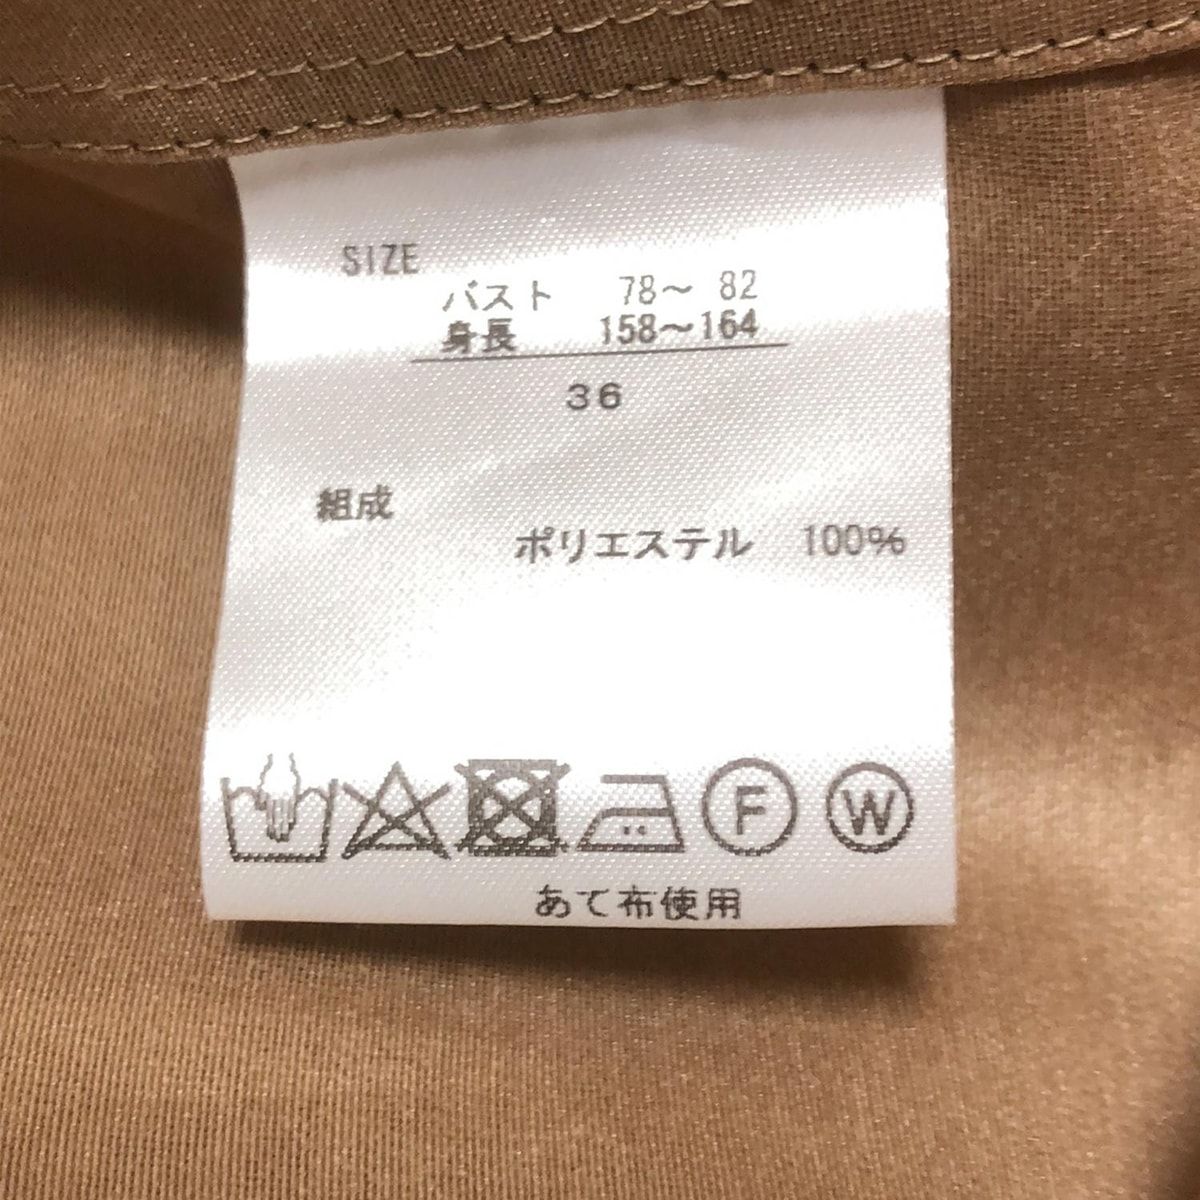 SIZE
バスト 78～ 82
身長 158～164
36
組成
ポリエステル 100%
F W
あて布使用